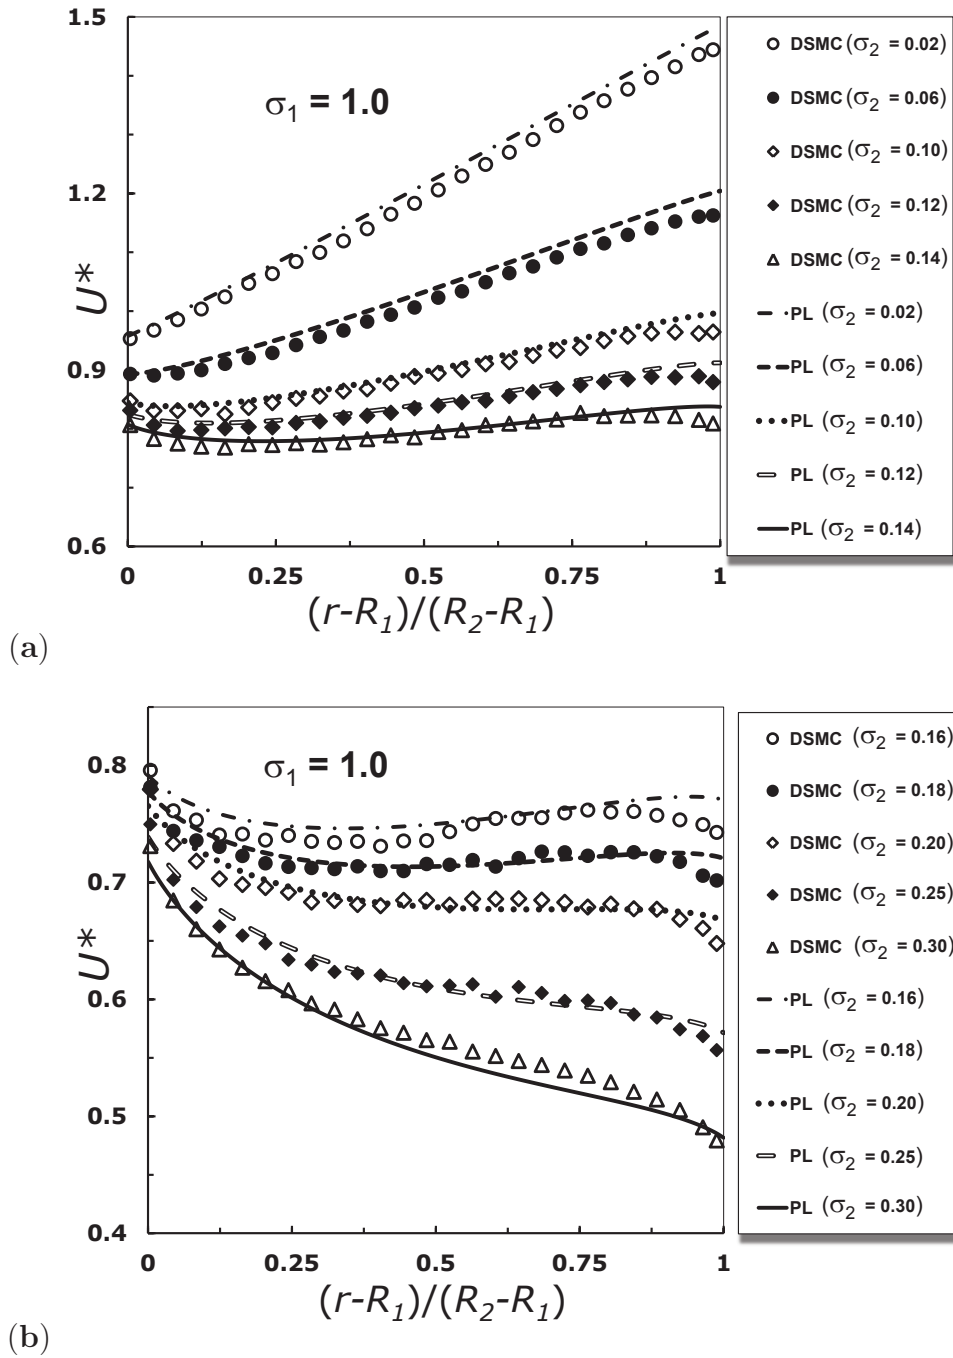 1.5
1.2
0.9
0.6
U*
σ1 = 1.0
0 0.25 0.5 0.75 1
(r-R1)/(R2-R1)
DSMC (σ2 = 0.02)
DSMC (σ2 = 0.06)
DSMC (σ2 = 0.10)
DSMC (σ2 = 0.12)
DSMC (σ2 = 0.14)
PL (σ2 = 0.02)
PL (σ2 = 0.06)
PL (σ2 = 0.10)
PL (σ2 = 0.12)
PL (σ2 = 0.14)
(a)
0.8
0.7
0.6
0.5
0.4
U*
σ1 = 1.0
0 0.25 0.5 0.75 1
(r-R1)/(R2-R1)
DSMC (σ2 = 0.16)
DSMC (σ2 = 0.18)
DSMC (σ2 = 0.20)
DSMC (σ2 = 0.25)
DSMC (σ2 = 0.30)
PL (σ2 = 0.16)
PL (σ2 = 0.18)
PL (σ2 = 0.20)
PL (σ2 = 0.25)
PL (σ2 = 0.30)
(b)